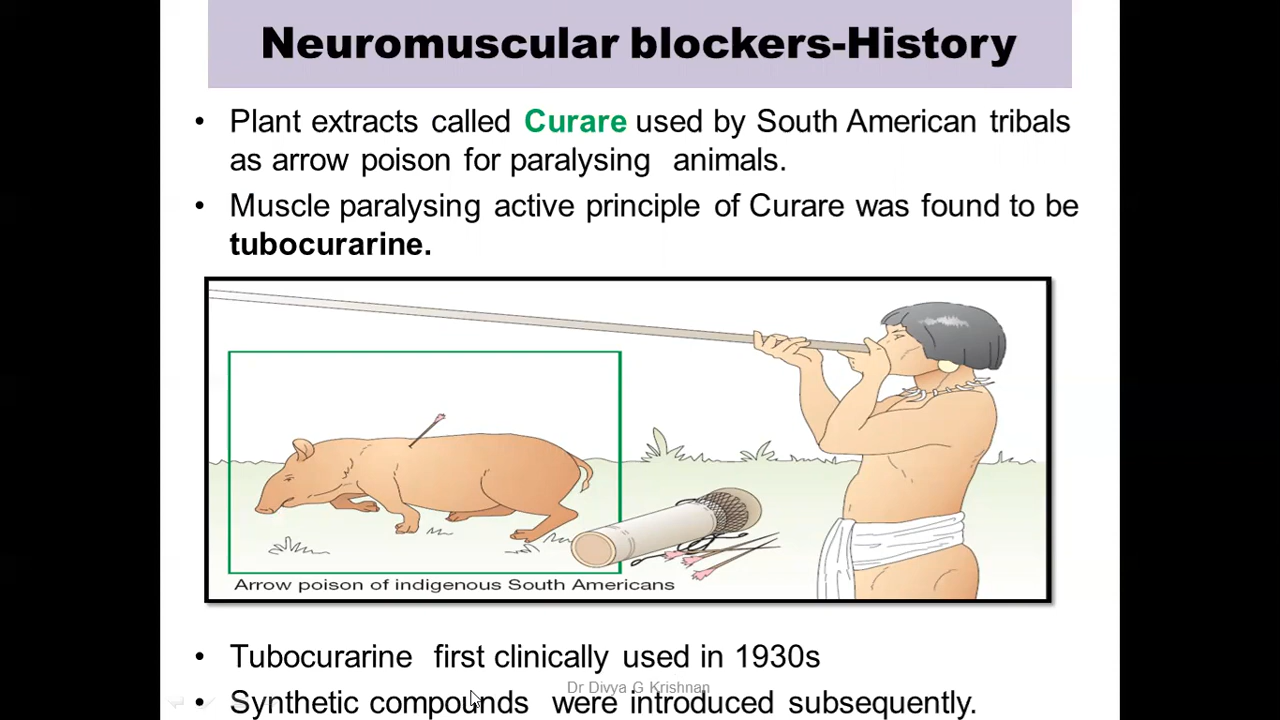 Neuromuscular blockers-History
• Plant extracts called Curare used by South American tribals
as arrow poison for paralysing animals.
• Muscle paralysing active principle of Curare was found to be
tubocurarine.
Arrow poison of indigenous South Americans
• Tubocurarine first clinically used in 1930s
Dr Divya G Krishnan
• Synthetic compounds were introduced subsequently.